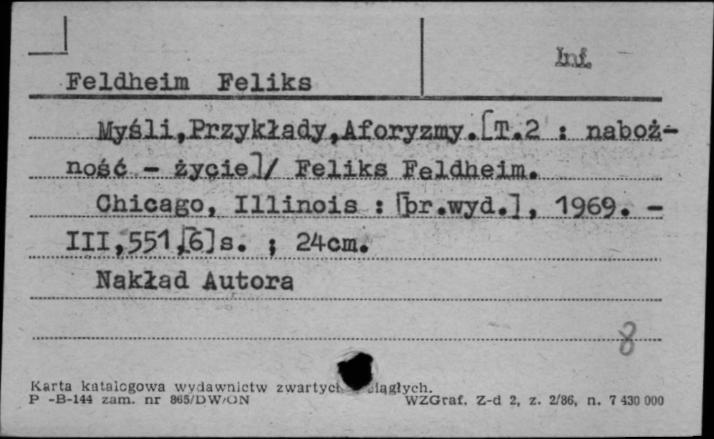 Inf.
Feldheim Feliks
Myśli,Przykłady,Aforyzmy.[T.2 : naboż-
ność - życie]/ Feliks Feldheim.
Chicago, Illinois : [br.wyd.], 1969. -
III,551,[6]s. ; 24cm.
Nakład Autora
8
Karta katalogowa wydawnictw zwartych ciągłych.
P -B-144 zam. nr 865/DW/ON WZGraf. Z-d 2, z. 2/86, n. 7 430 000